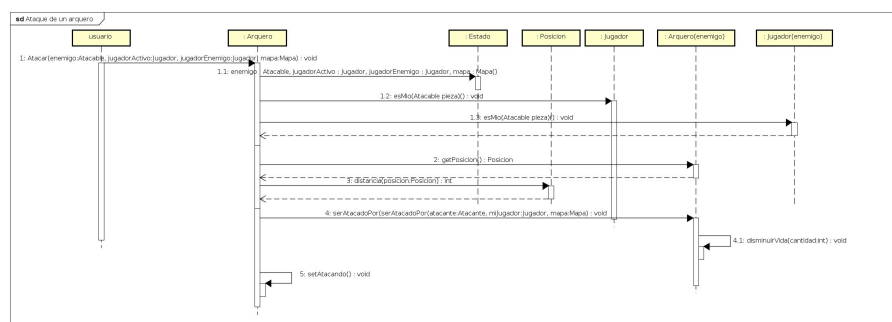 sd Ataque de un arquero
usuario
: Arquero
: Estado
: Posicion
: Jugador
: Arquero(enemigo)
: Jugador(enemigo)
1: Atacar(enemigo:Atacable, jugadorActivo:Jugador, jugadorEnemigo:Jugador, mapa:Mapa) : void
1.1: enemigo : Atacable, jugadorActivo : Jugador, jugadorEnemigo : Jugador, mapa : Mapa()
1.2: esMio(Atacable pieza)() : void
1.3: esMio(Atacable pieza)() : void
2: getPosicion() : Posicion
3: distancia(posicion:Posicion) : int
4: serAtacadoPor(serAtacadoPor(atacante:Atacante, miJugador:Jugador, mapa:Mapa) : void
4.1: disminuirVida(cantidad:int) : void
5: setAtacando() : void